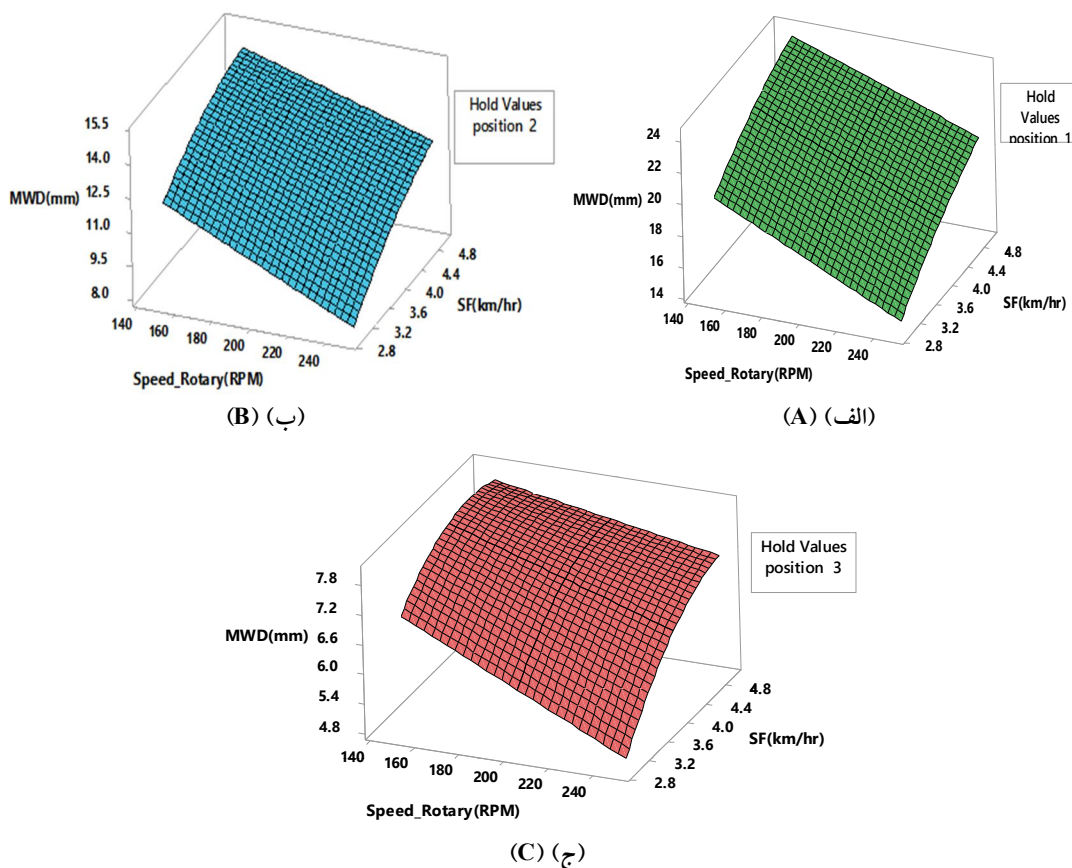 Hold Values
position 2
15.5
14.0
12.5
11.0
9.5
8.0
MWD(mm)
140
160
180
200
220
240
Speed_Rotary(RPM)
2.8
3.2
3.6
4.0
4.4
4.8
SF(km/hr)
(ب) (B)
Hold
Values
position 1
24
22
20
18
16
14
MWD(mm)
140
160
180
200
220
240
Speed_Rotary(RPM)
2.8
3.2
3.6
4.0
4.4
4.8
SF(km/hr)
(الف) (A)
Hold Values
position 3
7.8
7.2
6.6
6.0
5.4
4.8
MWD(mm)
140
160
180
200
220
240
Speed_Rotary(RPM)
2.8
3.2
3.6
4.0
4.4
4.8
SF(km/hr)
(ج) (C)